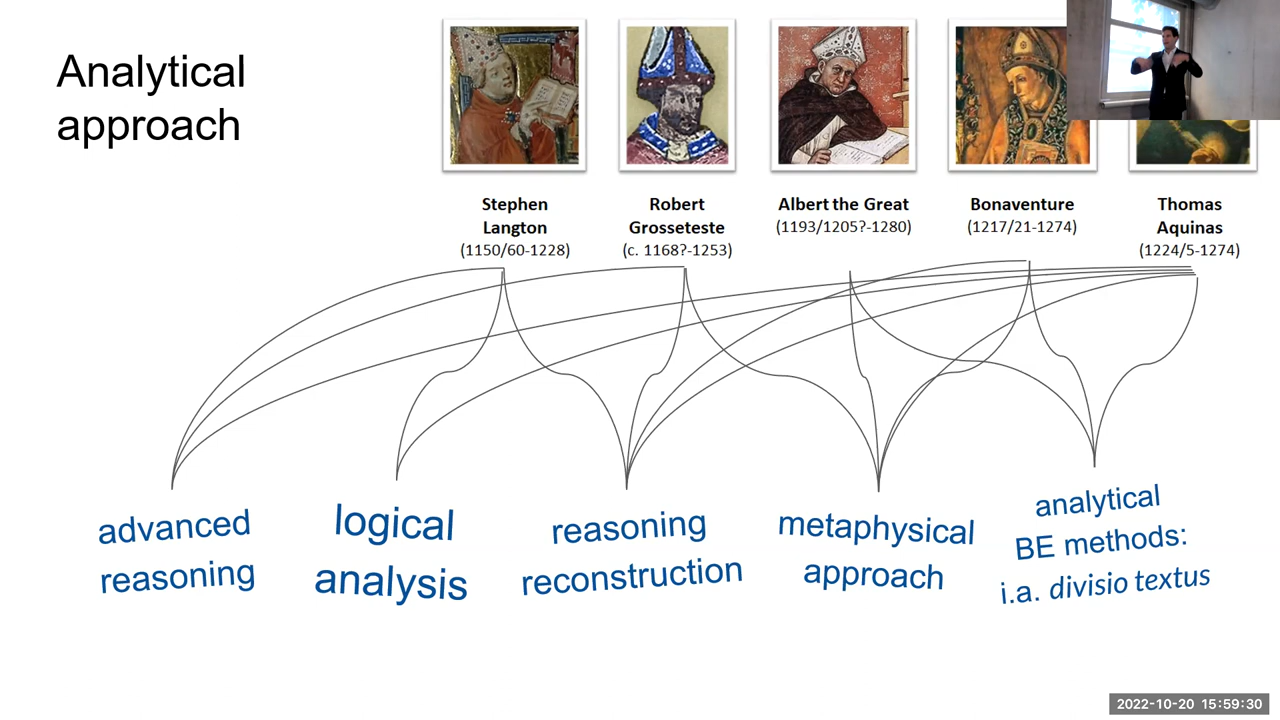 Analytical
approach
Stephen
Langton
(1150/60-1228)
Robert
Grosseteste
(c. 1168?-1253)
Albert the Great
(1193/1205?-1280)
Bonaventure
(1217/21-1274)
Thomas
Aquinas
(1224/5-1274)
advanced
reasoning
logical
analysis
reasoning
reconstruction
metaphysical
approach
analytical
BE methods:
i.a. divisio textus
2022-10-20 15:59:30